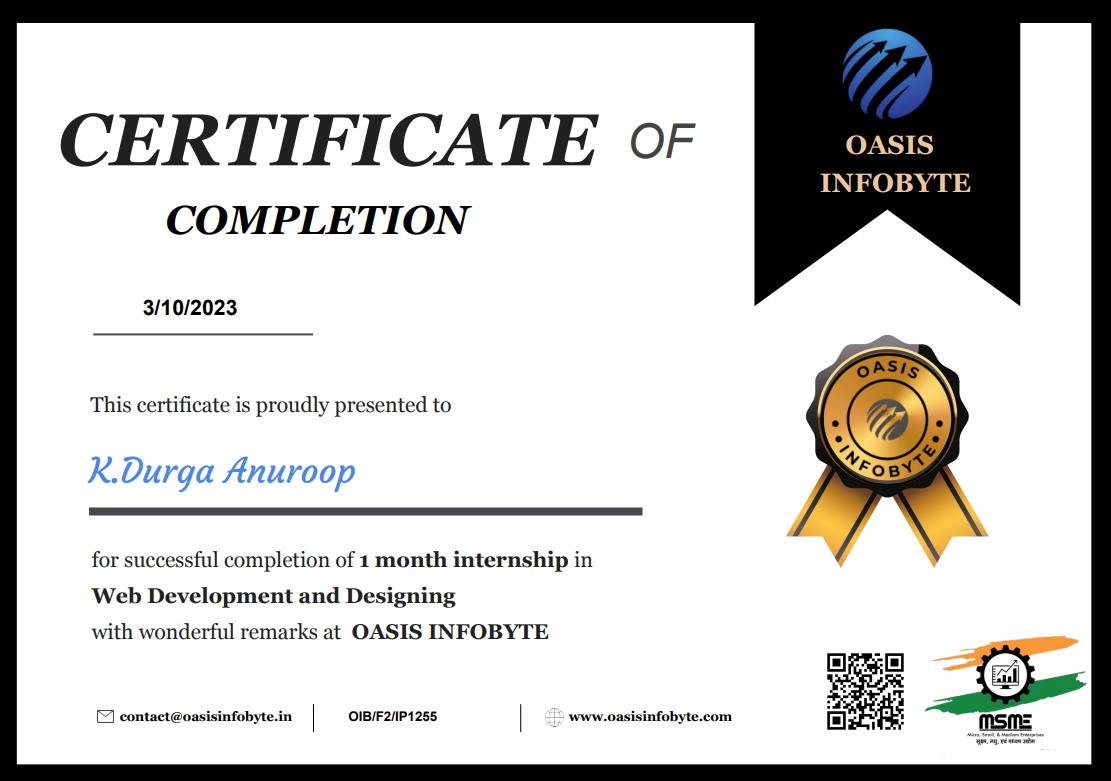 CERTIFICATE OF
COMPLETION
OASIS
INFOBYTE
3/10/2023
OASIS
INFOBYTE
This certificate is proudly presented to
K.Durga Anuroop
for successful completion of 1 month internship in
Web Development and Designing
with wonderful remarks at OASIS INFOBYTE
contact@oasisinfobyte.in
OIB/F2/IP1255
www.oasisinfobyte.com
MSME
Micro, Small, & Medium Enterprises
सूक्ष्म, लघु, एवं मध्यम उद्योग